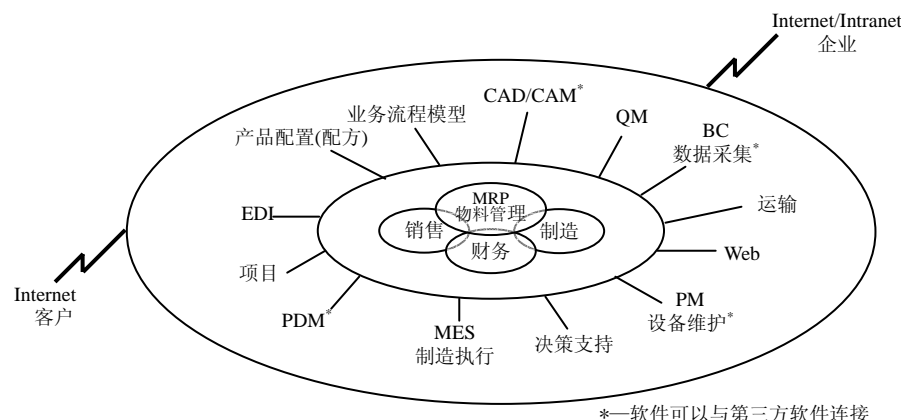 Internet/Intranet
企业
CAD/CAM*
业务流程模型
QM
产品配置(配方)
BC
数据采集*
MRP
物料管理
运输
EDI
销售
制造
财务
Web
项目
Internet
客户
PM
设备维护*
PDM*
MES
制造执行
决策支持
*—软件可以与第三方软件连接